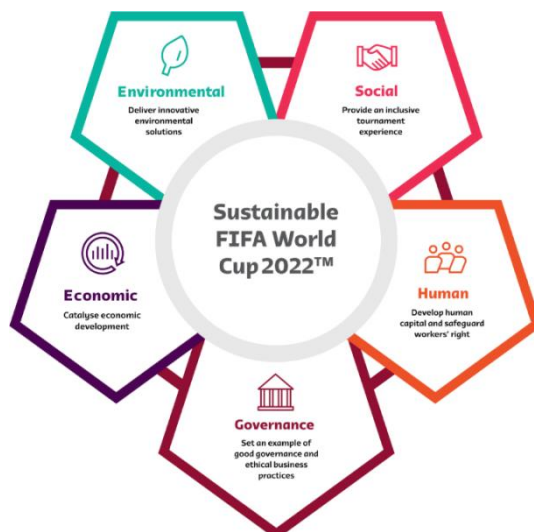 Environmental
Deliver innovative
environmental
solutions
Social
Provide an inclusive
tournament
experience
Sustainable
FIFA World
Cup 2022™
Economic
Catalyse economic
development
Human
Develop human
capital and safeguard
workers' right
Governance
Set an example of
good governance and
ethical business
practices